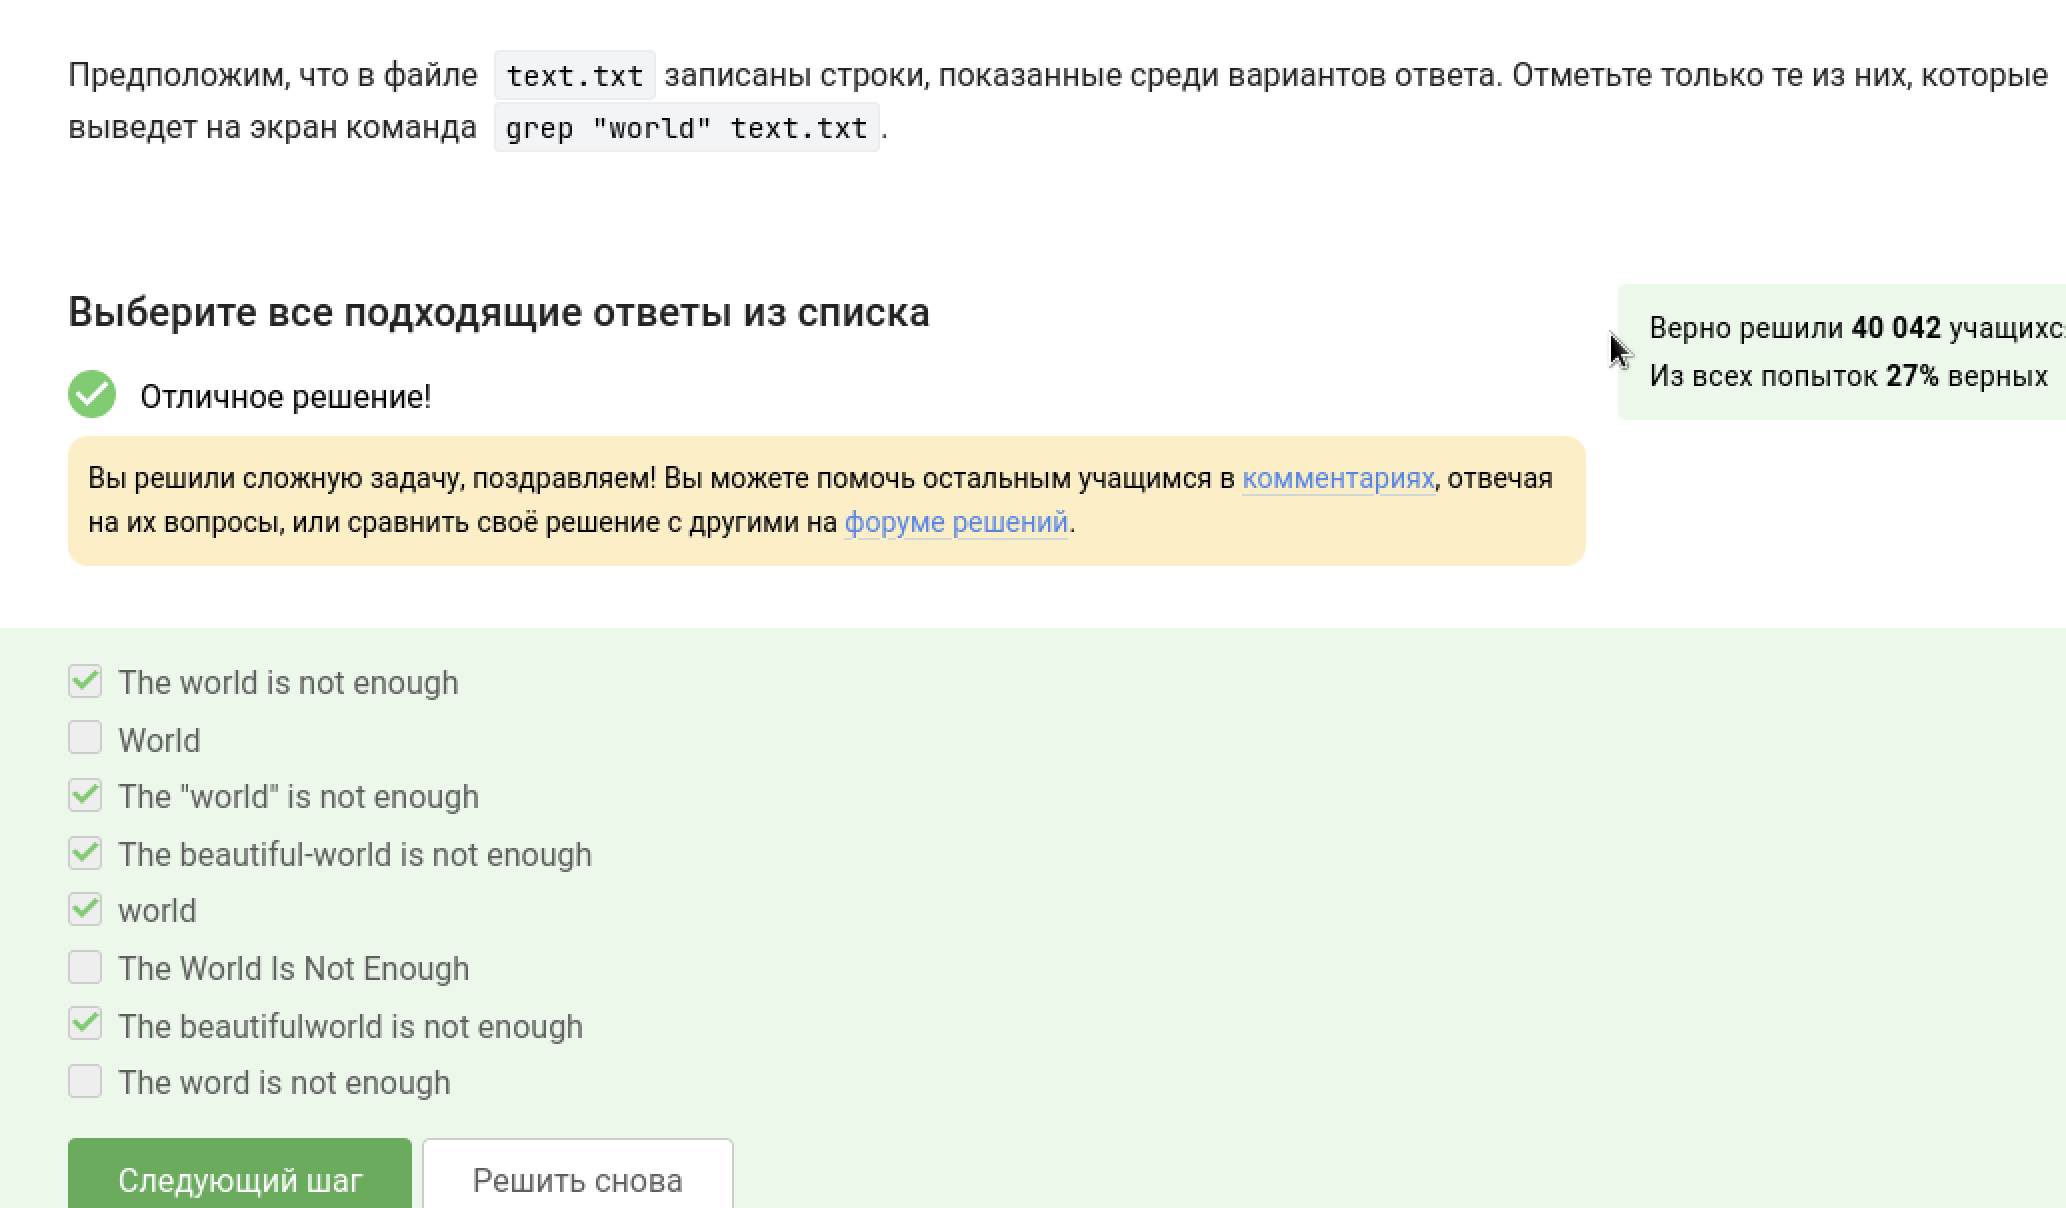 Предположим, что в файле text.txt записаны строки, показанные среди вариантов ответа. Отметьте только те из них, которые
выведет на экран команда grep "world" text.txt.
Выберите все подходящие ответы из списка
Верно решили 40 042 учащихс
Из всех попыток 27% верных
Отличное решение!
Вы решили сложную задачу, поздравляем! Вы можете помочь остальным учащимся в комментариях, отвечая
на их вопросы, или сравнить своё решение с другими на форуме решений.
The world is not enough
World
The "world" is not enough
The beautiful-world is not enough
world
The World Is Not Enough
The beautifulworld is not enough
The word is not enough
Следующий шаг
Решить снова